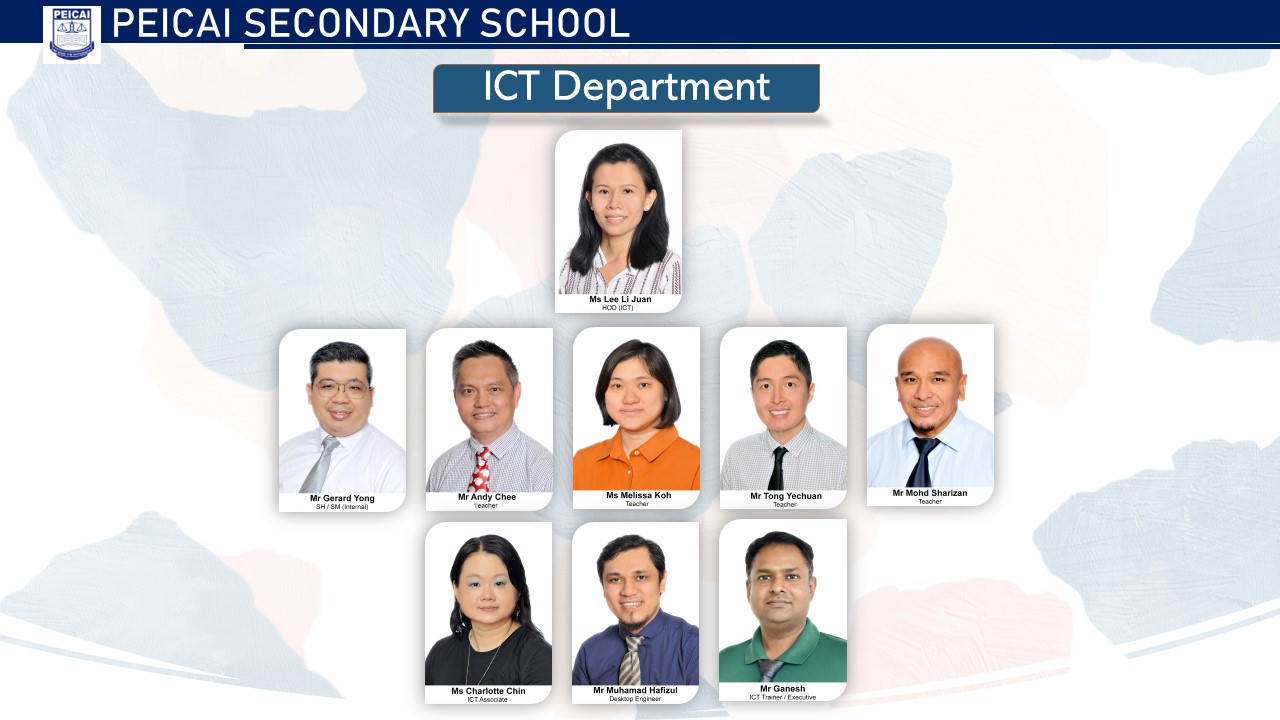 PEICAI
PEICAI SECONDARY SCHOOL
ICT Department
Ms Lee Li Juan
HOD (ICT)
Mr Gerard Yong
SH / SM (Internal)
Mr Andy Chee
Teacher
Ms Melissa Koh
Teacher
Mr Tong Yechuan
Teacher
Mr Mohd Sharizan
Teacher
Ms Charlotte Chin
ICT Associate
Mr Muhamad Hafizul
Desktop Engineer
Mr Ganesh
ICT Trainer / Executive